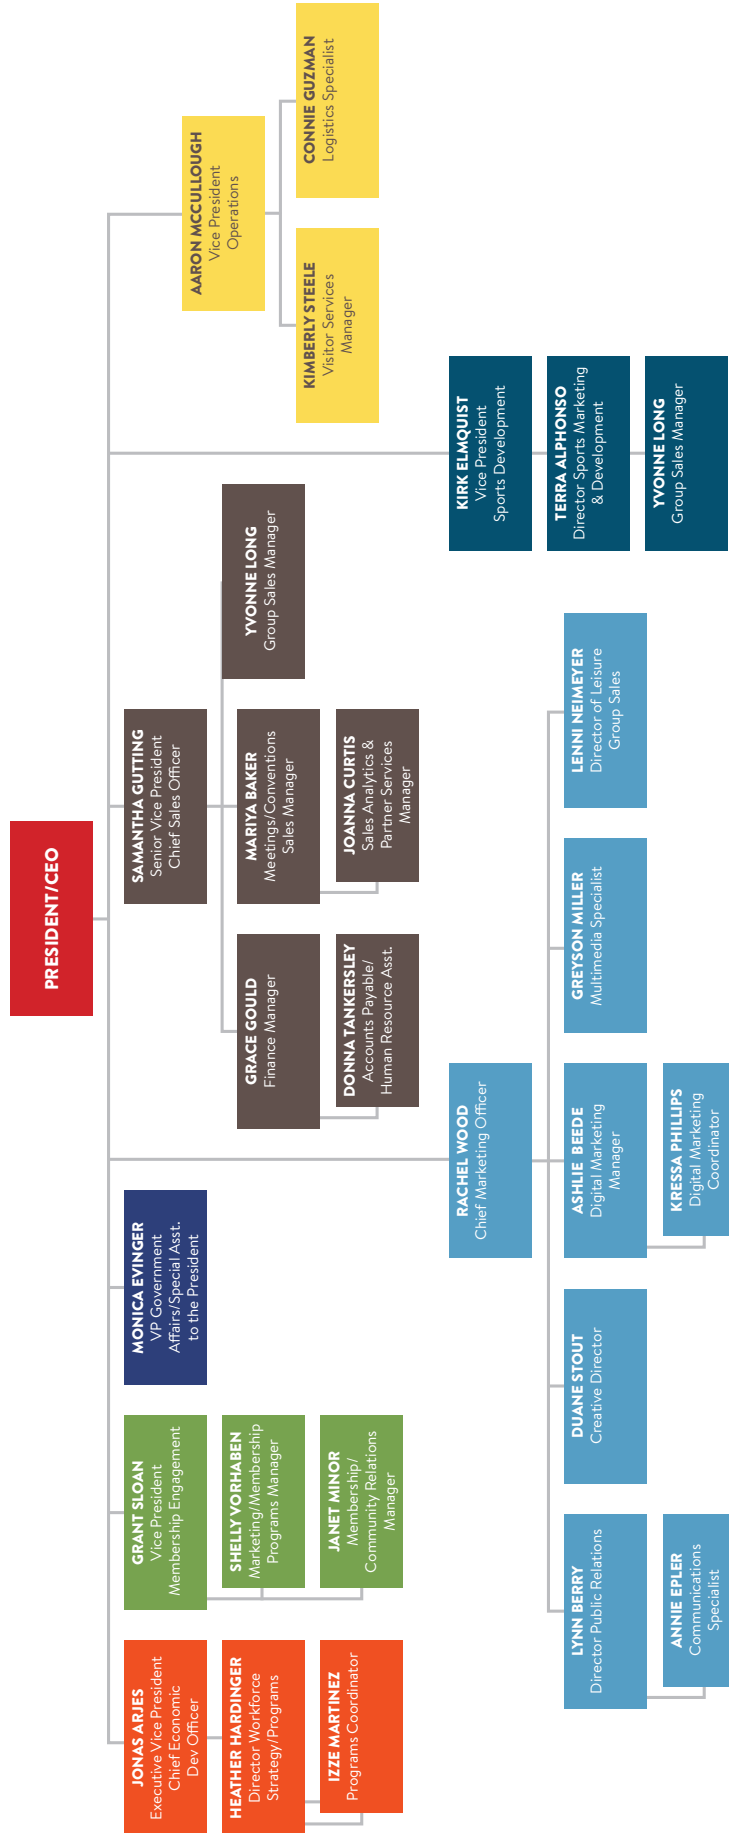 PRESIDENT/CEO
JONAS ARJES
Executive Vice President
Chief Economic
Dev Officer
HEATHER HARDINGER
Director Workforce
Strategy/Programs
IZZE MARTINEZ
Programs Coordinator
GRANT SLOAN
Vice President
Membership Engagement
SHELLY VORHABEN
Marketing/Membership
Programs Manager
JANET MINOR
Membership/
Community Relations
Manager
MONICA EVINGER
VP Government
Affairs/Special Asst.
to the President
SAMANTHA GUTTING
Senior Vice President
Chief Sales Officer
GRACE GOULD
Finance Manager
DONNA TANKERSLEY
Accounts Payable/
Human Resource Asst.
MARIYA BAKER
Meetings/Conventions
Sales Manager
JOANNA CURTIS
Sales Analytics &
Partner Services
Manager
YVONNE LONG
Group Sales Manager
AARON MCCULLOUGH
Vice President
Operations
KIMBERLY STEELE
Visitor Services
Manager
CONNIE GUZMAN
Logistics Specialist
RACHEL WOOD
Chief Marketing Officer
LYNN BERRY
Director Public Relations
ANNIE EPLER
Communications
Specialist
DUANE STOUT
Creative Director
ASHLIE BEEDE
Digital Marketing
Manager
KRESSA PHILLIPS
Digital Marketing
Coordinator
GREYSON MILLER
Multimedia Specialist
LENNI NEIMEYER
Director of Leisure
Group Sales
KIRK ELMQUIST
Vice President
Sports Development
TERRA ALPHONSO
Director Sports Marketing
& Development
YVONNE LONG
Group Sales Manager